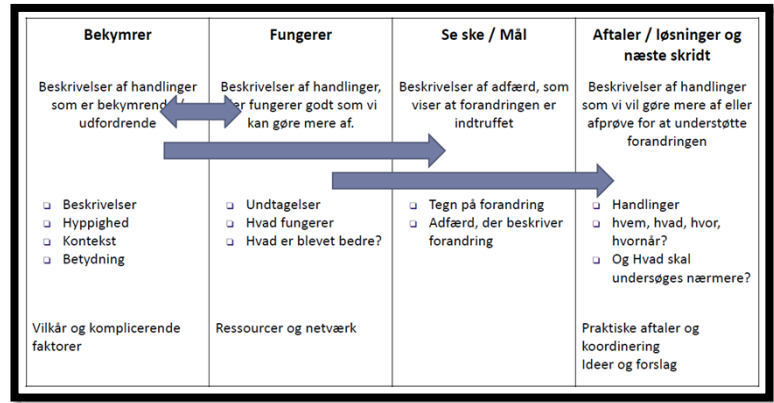 Bekymrer
Beskrivelser af handlinger
som er bekymrende /
udfordrende
Beskrivelser
Hyppighed
Kontekst
Betydning
Vilkår og komplicerende
faktorer
Fungerer
Beskrivelser af handlinger,
fungerer godt som vi
kan gøre mere af.
Undtagelser
Hvad fungerer
Hvad er blevet bedre?
Ressourcer og netværk
Se ske / Mål
Beskrivelser af adfærd, som
viser at forandringen er
indtruffet
Tegn på forandring
Adfærd, der beskriver
forandring
Aftaler / løsninger og
næste skridt
Beskrivelser af handlinger
som vi vil gøre mere af eller
afprøve for at understøtte
forandringen
Handlinger
hvem, hvad, hvor,
hvornår?
Og Hvad skal
undersøges nærmere?
Praktiske aftaler og
koordinering
Ideer og forslag